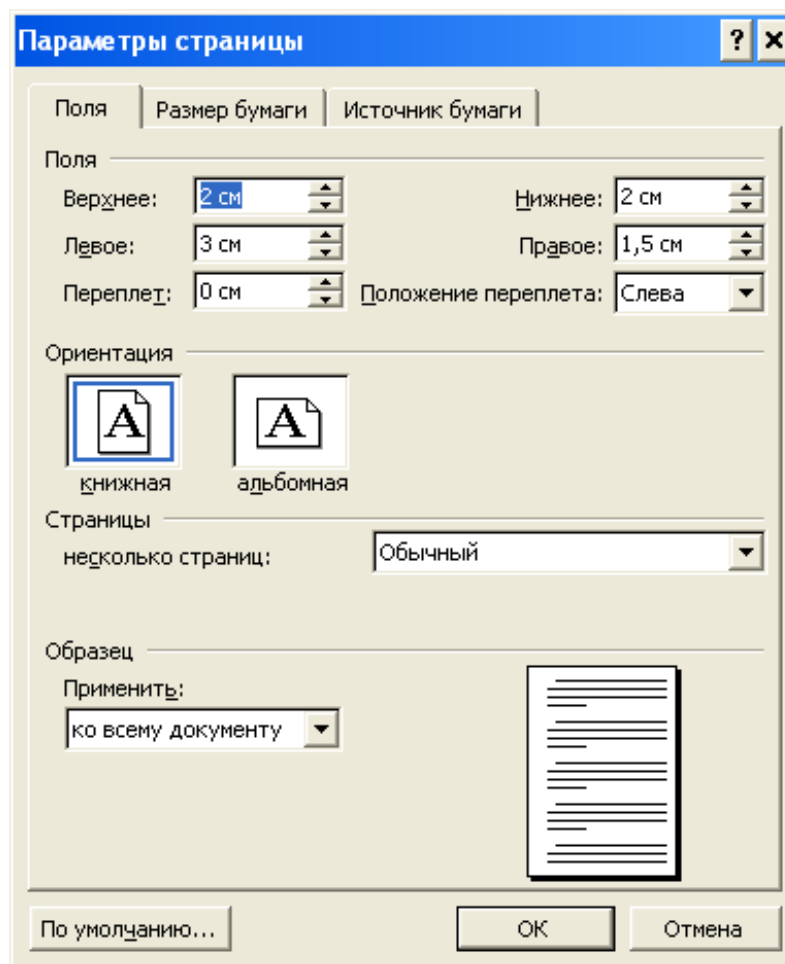 Параметры страницы ? ×
Поля Размер бумаги Источник бумаги
Поля
Верхнее: 2 см Нижнее: 2 см
Левое: 3 см Правое: 1,5 см
Переплет: 0 см Положение переплета: Слева
Ориентация
A A
книжная альбомная
Страницы
несколько страниц: Обычный
Образец
Применить:
ко всему документу
По умолчанию... ОК Отмена